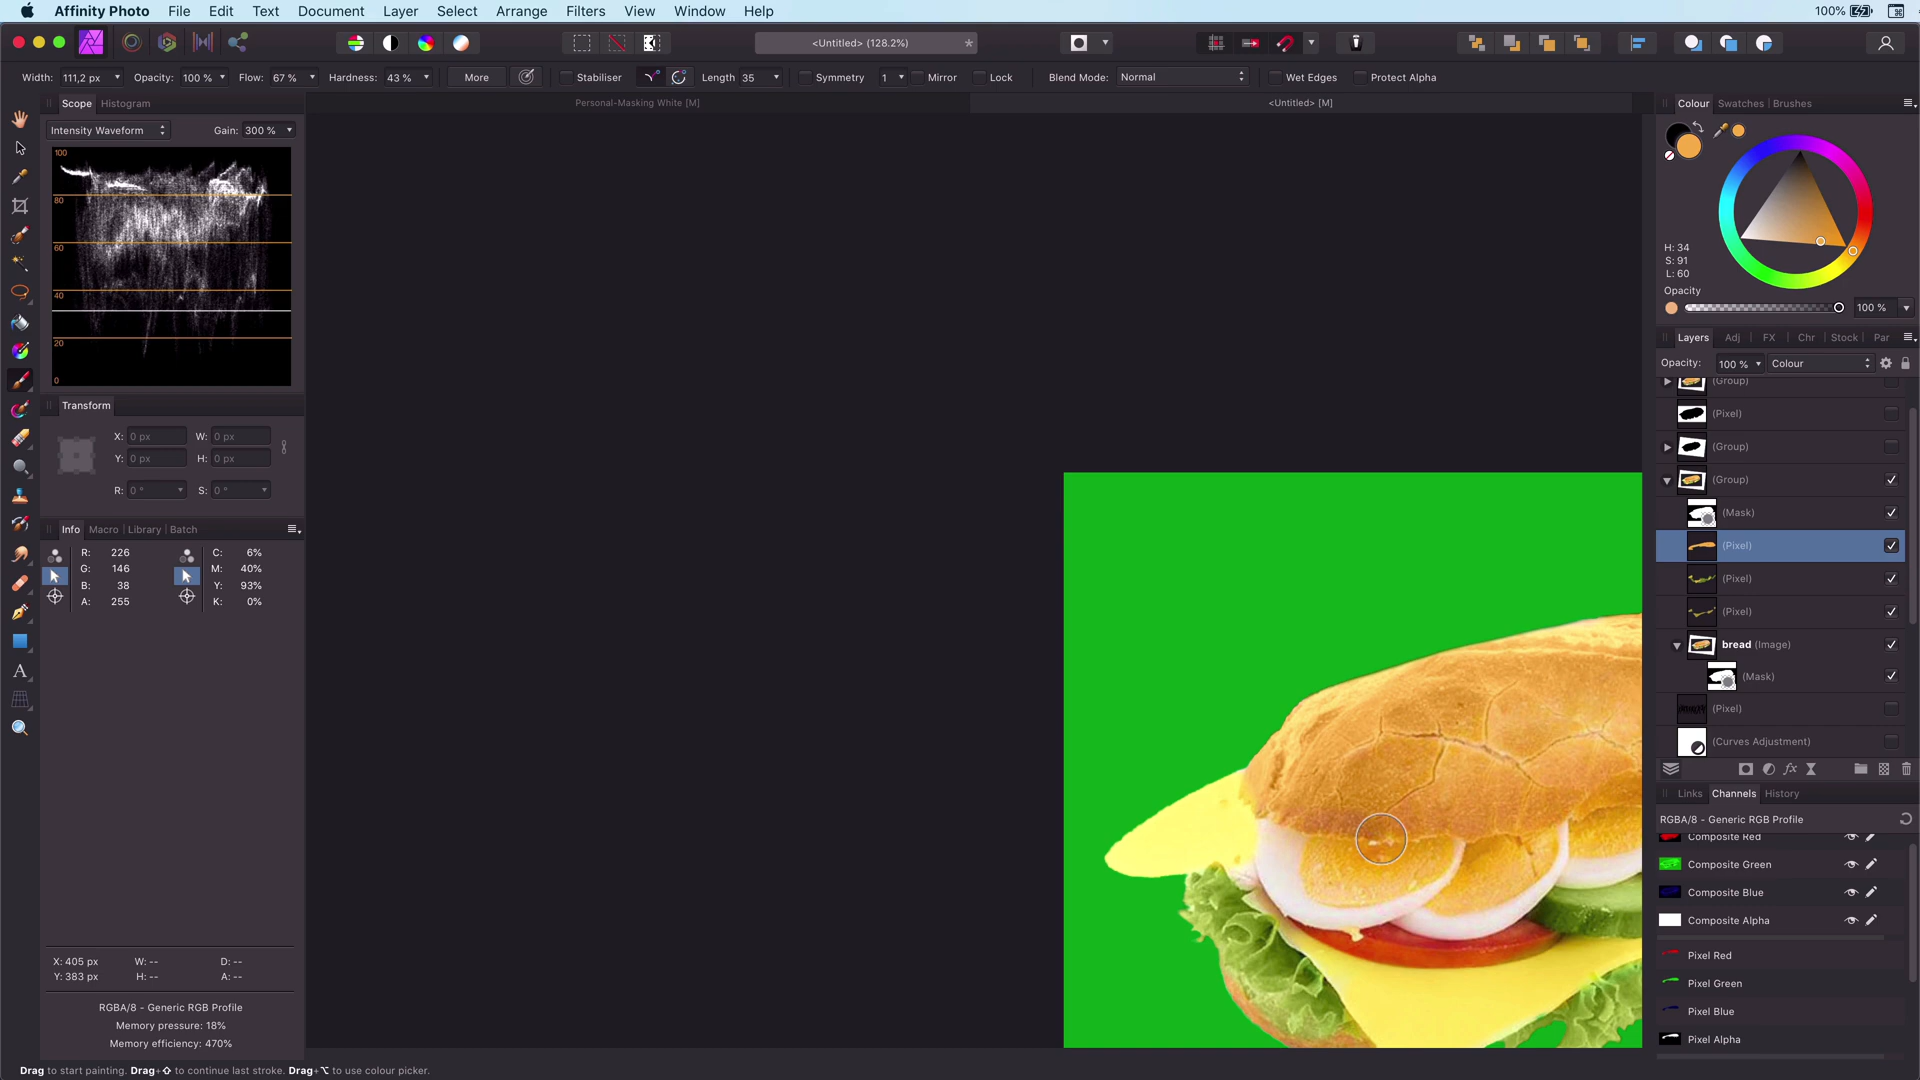 Affinity Photo File Edit Text Document Layer Select Arrange Filters View Window Help 100%
<Untitled> (128.2%) *
Width: 111,2 px Opacity: 100 % Flow: 67 % Hardness: 43 % More Stabiliser Length 35 Symmetry 1 Mirror Lock Blend Mode: Normal Wet Edges Protect Alpha
Scope Histogram
Personal-Masking White [M]
<Untitled> [M]
Colour Swatches Brushes
Intensity Waveform Gain: 300 %
100
80
60
40
20
0
H: 34
S: 91
L: 60
Opacity
100 %
Layers Adj FX Chr Stock Par
Opacity: 100 % Colour
(Group)
(Pixel)
(Group)
(Group)
(Mask)
(Pixel)
(Pixel)
(Pixel)
bread (Image)
(Mask)
(Pixel)
(Curves Adjustment)
Transform
X: 0 px W: 0 px
Y: 0 px H: 0 px
R: 0 ° S: 0 °
Info Macro Library Batch
R: 226 C: 6%
G: 146 M: 40%
B: 38 Y: 93%
A: 255 K: 0%
Links Channels History
RGBA/8 - Generic RGB Profile
Composite Red
Composite Green
Composite Blue
Composite Alpha
Pixel Red
Pixel Green
Pixel Blue
Pixel Alpha
X: 405 px W: -- D: --
Y: 383 px H: -- A: --
RGBA/8 - Generic RGB Profile
Memory pressure: 18%
Memory efficiency: 470%
Drag to start painting. Drag+⇧ to continue last stroke. Drag+⌥ to use colour picker.